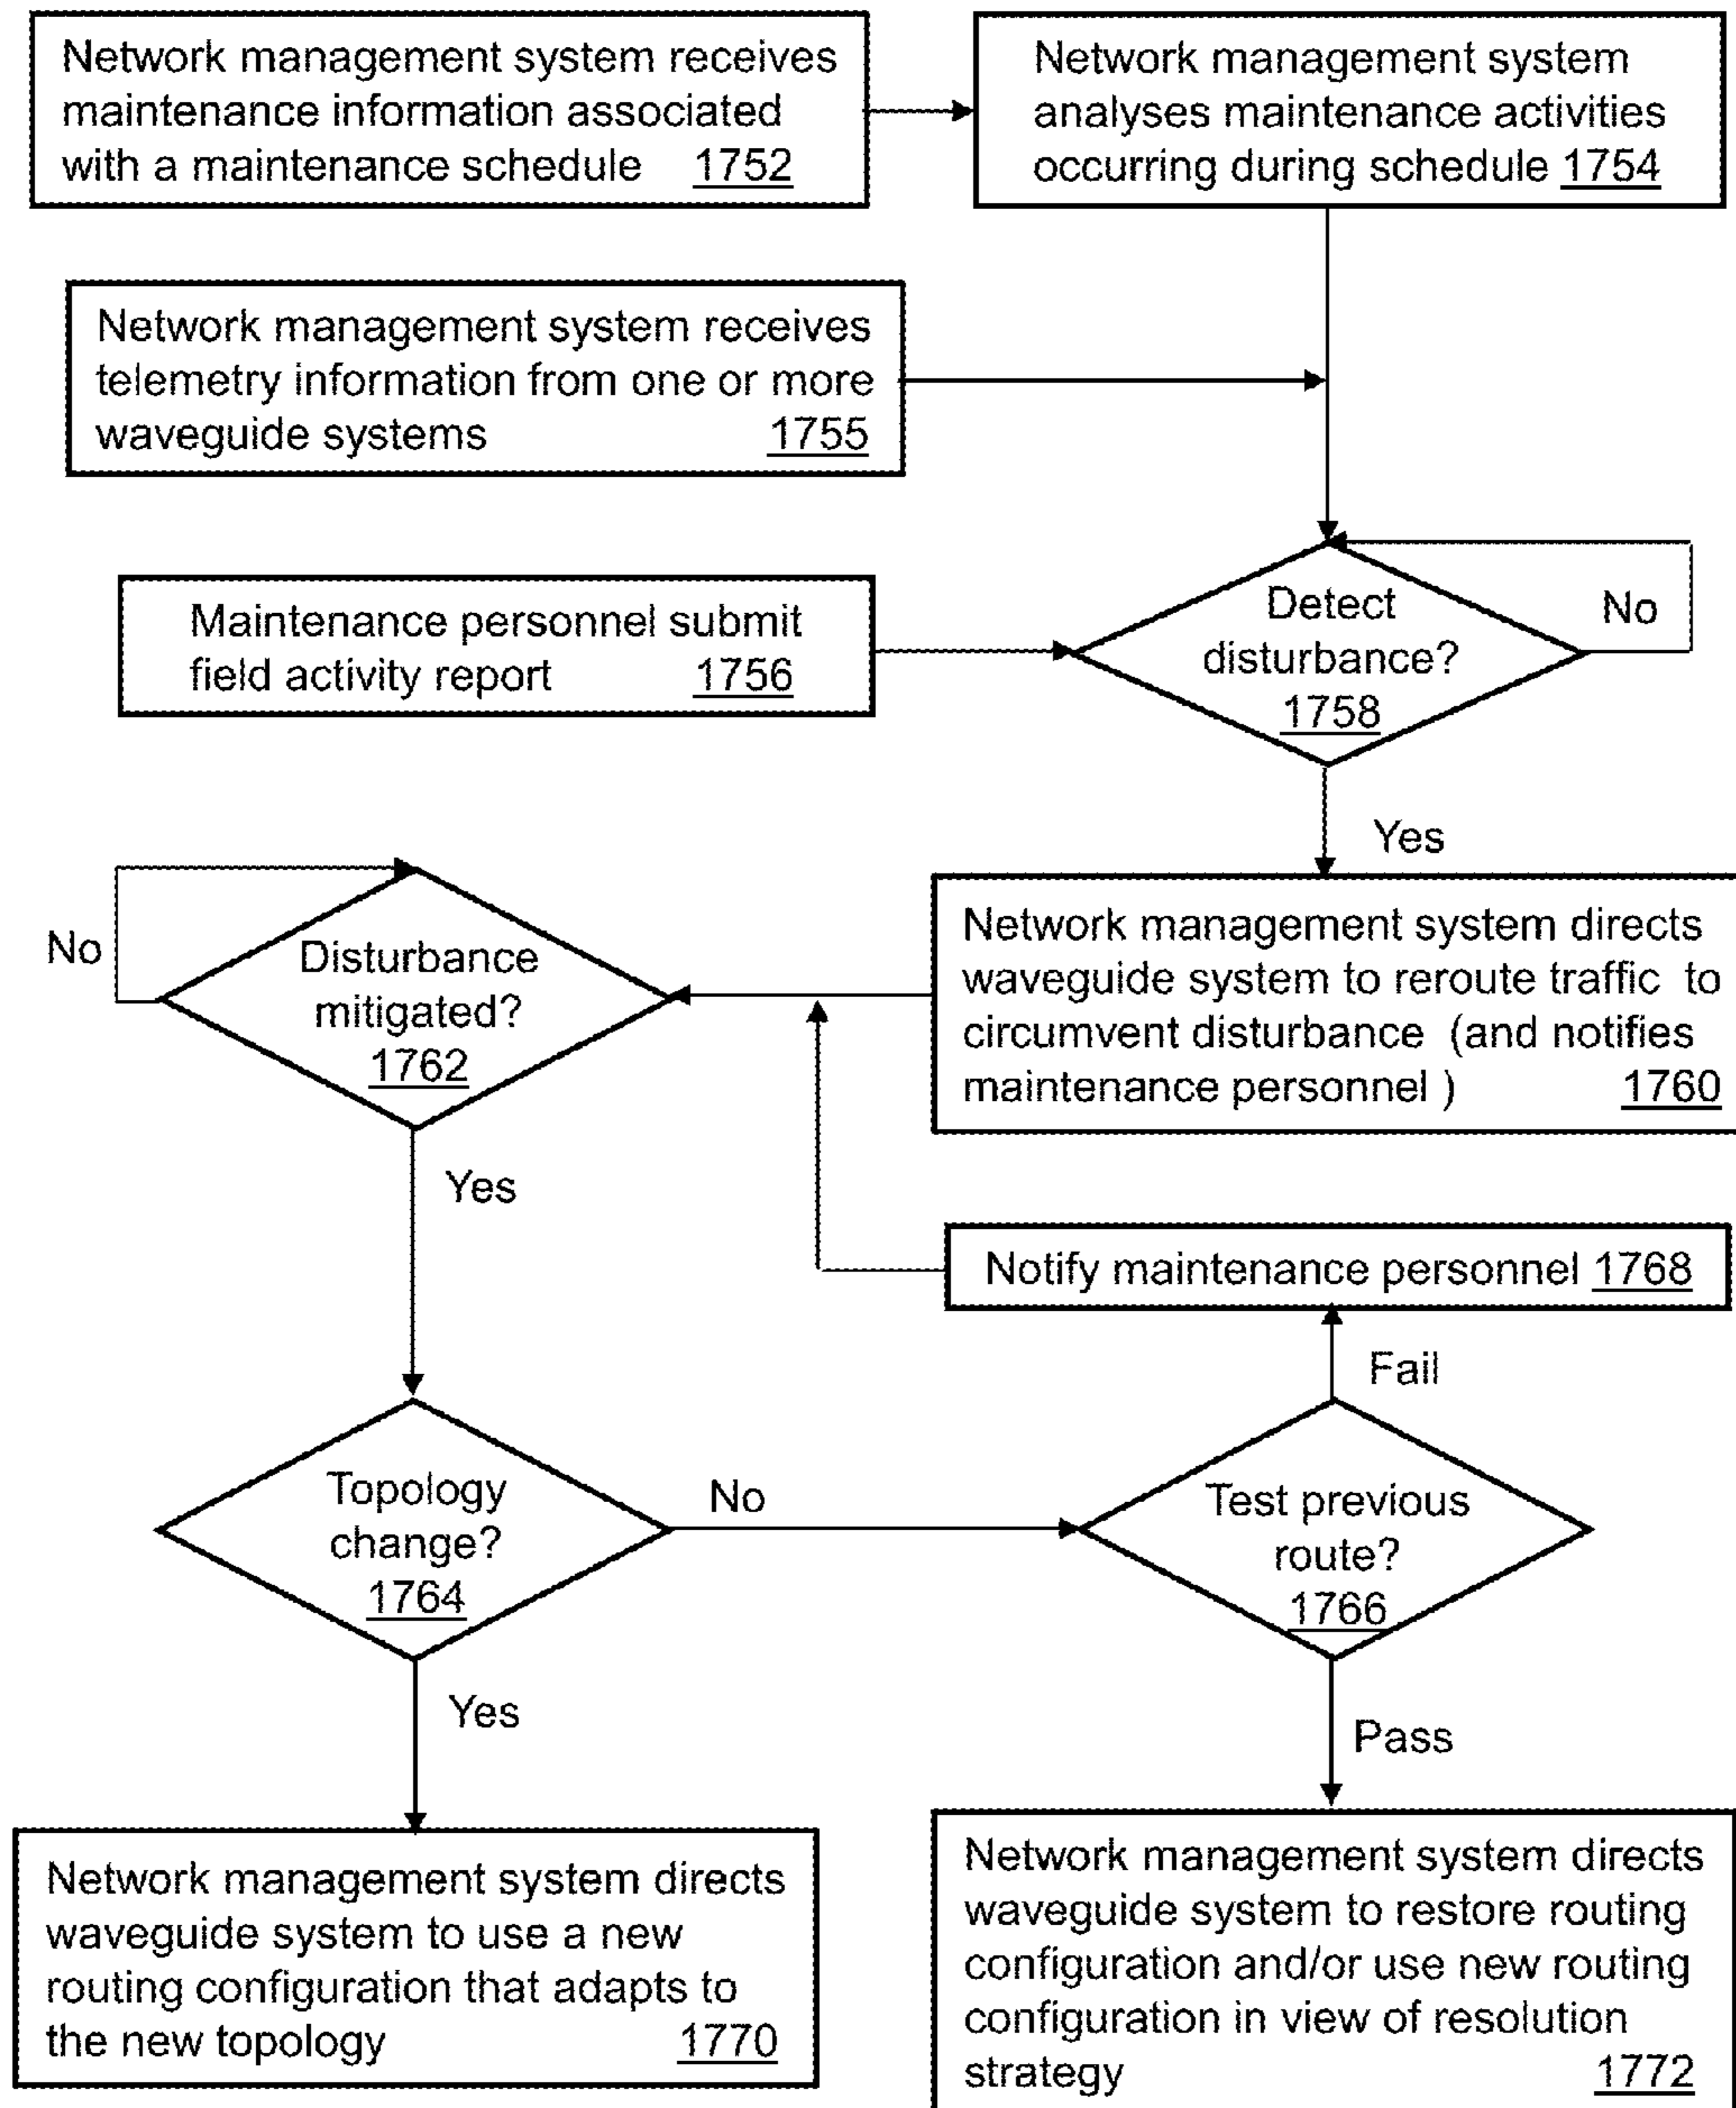 Network management system receives
maintenance information associated
with a maintenance schedule 1752
Network management system
analyses maintenance activities
occurring during schedule 1754
Network management system receives
telemetry information from one or more
waveguide systems 1755
Maintenance personnel submit
field activity report 1756
Detect
disturbance?
1758
No
Yes
Network management system directs
waveguide system to reroute traffic to
circumvent disturbance (and notifies
maintenance personnel ) 1760
No
Disturbance
mitigated?
1762
Yes
Notify maintenance personnel 1768
Fail
Topology
change?
1764
No
Test previous
route?
1766
Yes
Pass
Network management system directs
waveguide system to use a new
routing configuration that adapts to
the new topology 1770
Network management system directs
waveguide system to restore routing
configuration and/or use new routing
configuration in view of resolution
strategy 1772